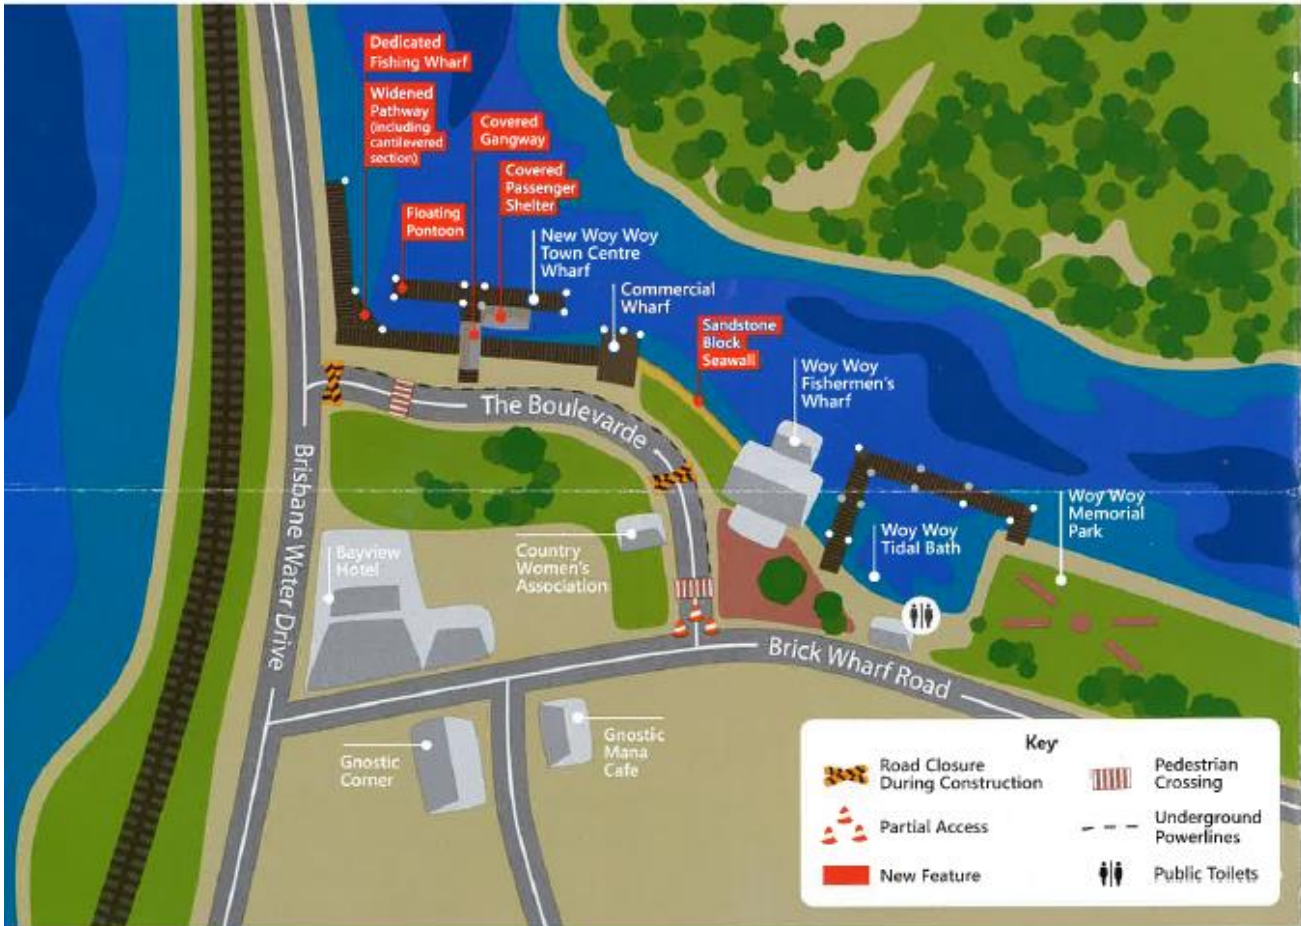 Dedicated
Fishing Wharf
Widened
Pathway
(including
cantilevered
section)
Covered
Gangway
Covered
Passenger
Shelter
Floating
Pontoon
New Woy Woy
Town Centre
Wharf
Commercial
Wharf
Sandstone
Block
Seawall
Woy Woy
Fishermen's
Wharf
The Boulevarde
Brisbane Water Drive
Woy Woy
Memorial
Park
Woy Woy
Tidal Bath
Bayview
Hotel
Country
Women's
Association
Brick Wharf Road
Gnostic
Corner
Gnostic
Mana
Cafe
Key
Road Closure
During Construction
Pedestrian
Crossing
Partial Access
Underground
Powerlines
New Feature
Public Toilets